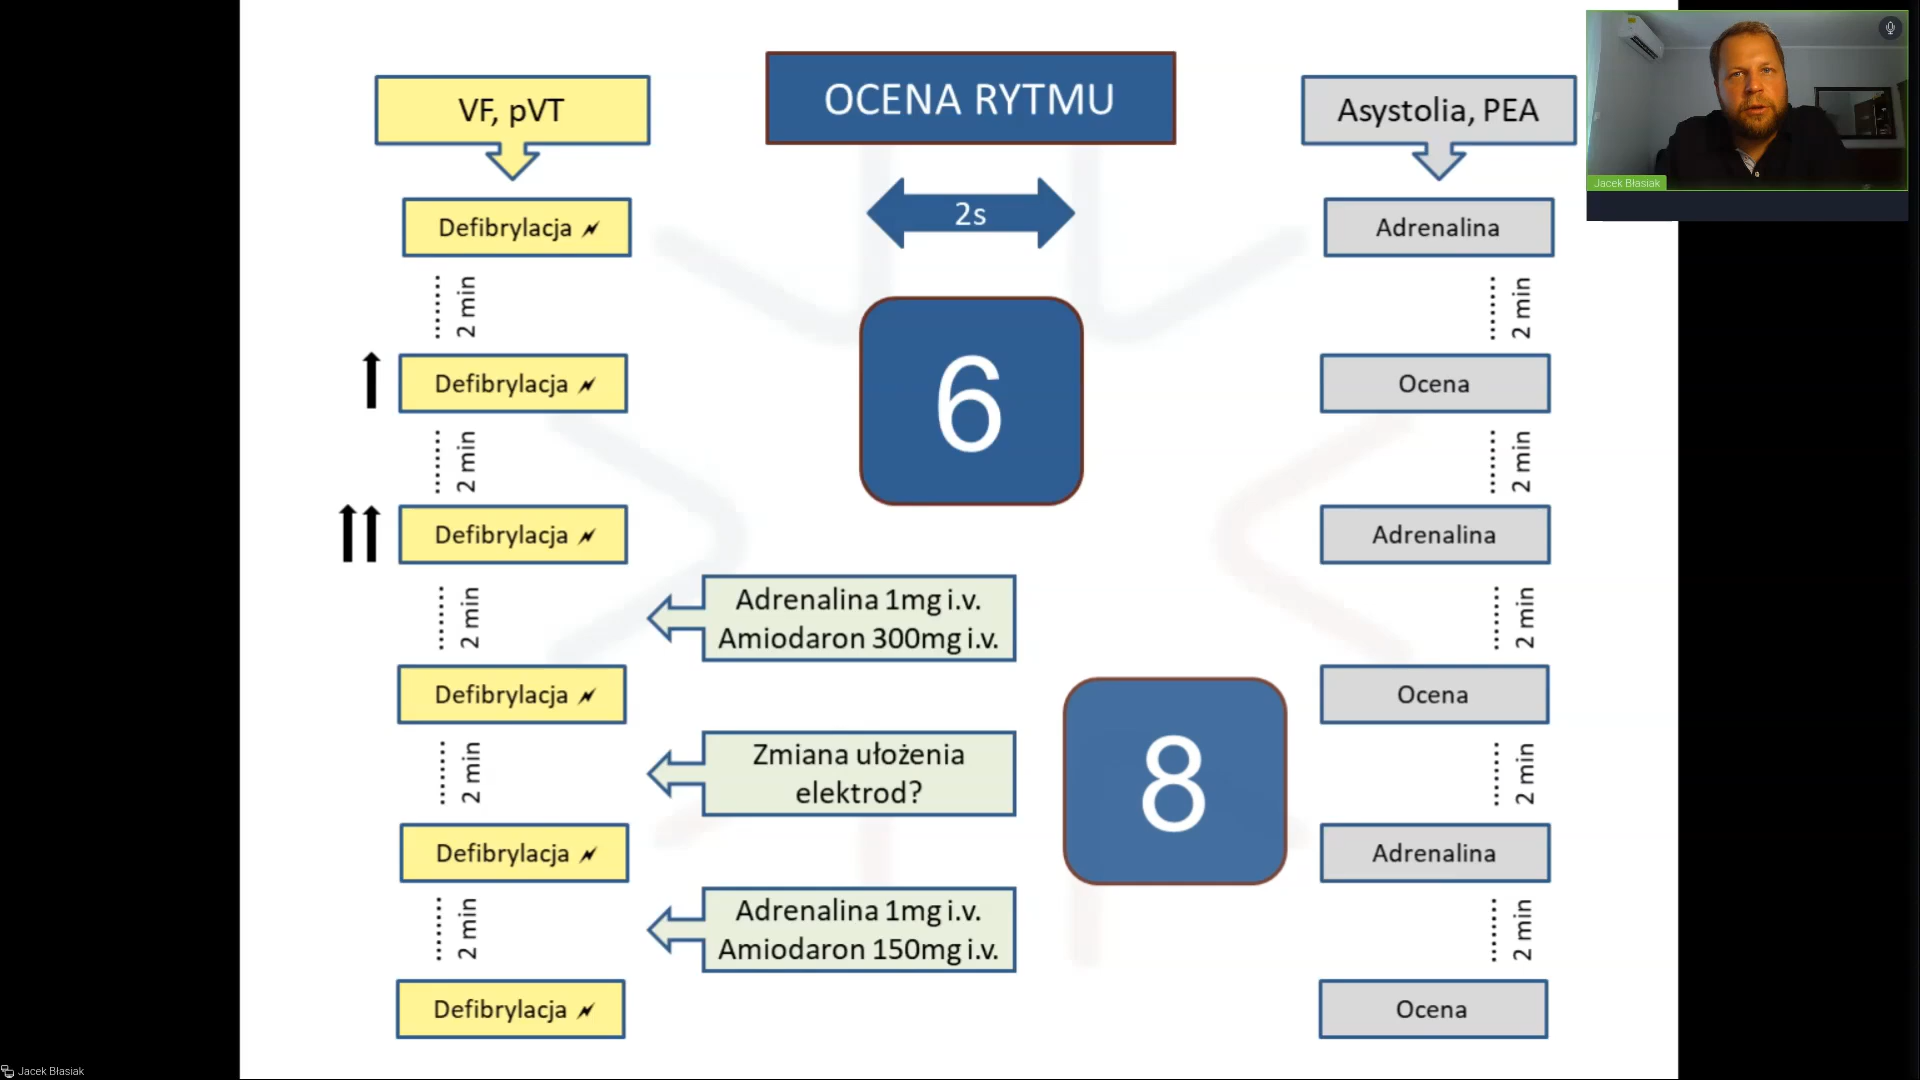 OCENA RYTMU
VF, pVT
Asystolia, PEA
Jacek Błasiak
2s
Defibrylacja
2 min
Defibrylacja
2 min
Defibrylacja
2 min
Defibrylacja
2 min
Defibrylacja
2 min
Defibrylacja
6
Adrenalina 1mg i.v.
Amiodaron 300mg i.v.
Zmiana ułożenia
elektrod?
Adrenalina 1mg i.v.
Amiodaron 150mg i.v.
8
Adrenalina
2 min
Ocena
2 min
Adrenalina
2 min
Ocena
2 min
Adrenalina
2 min
Ocena
Jacek Błasiak